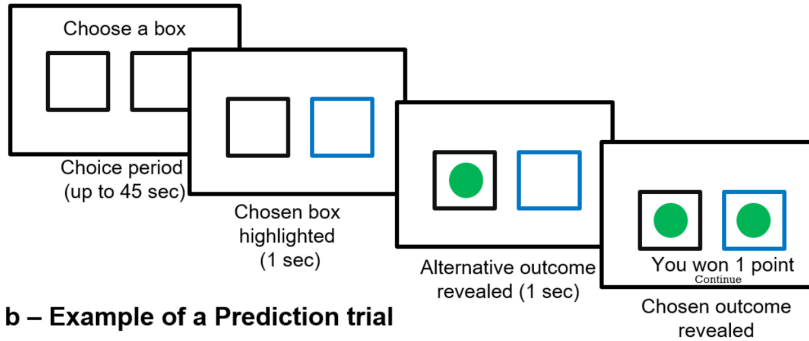 Choose a box
Choice period
(up to 45 sec)
Chosen box
highlighted
(1 sec)
Alternative outcome
revealed (1 sec)
You won 1 point
Continue
Chosen outcome
revealed
b – Example of a Prediction trial